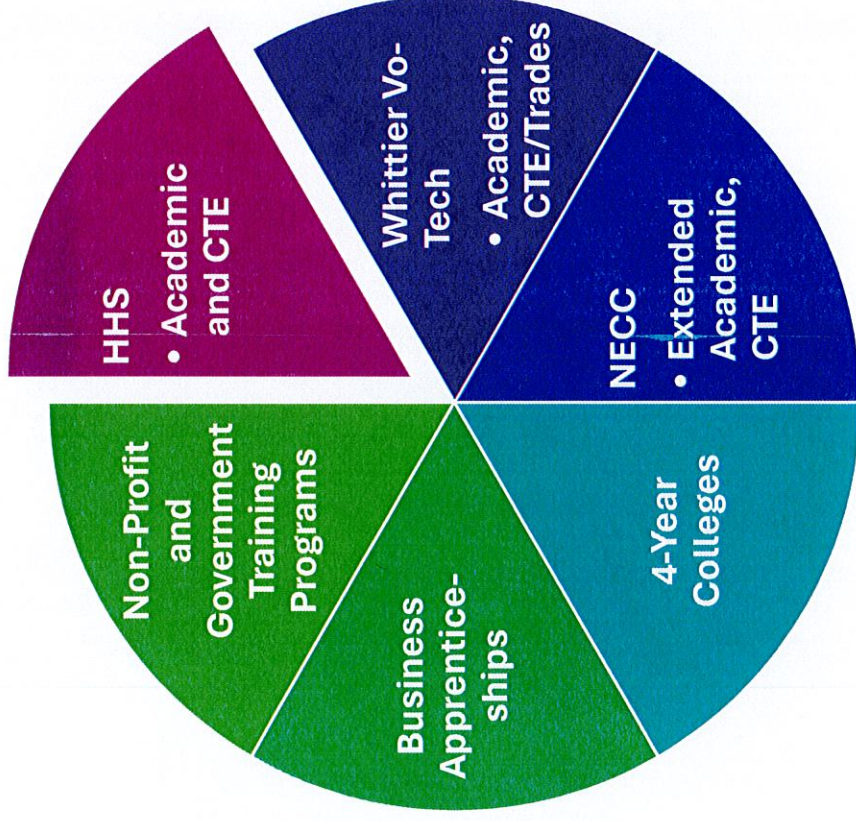 HHS
• Academic
and CTE
Whittier Vo-
Tech
• Academic,
CTE/Trades
NECC
• Extended
Academic,
CTE
4-Year
Colleges
Business
Apprentice-
ships
Non-Profit
and
Government
Training
Programs